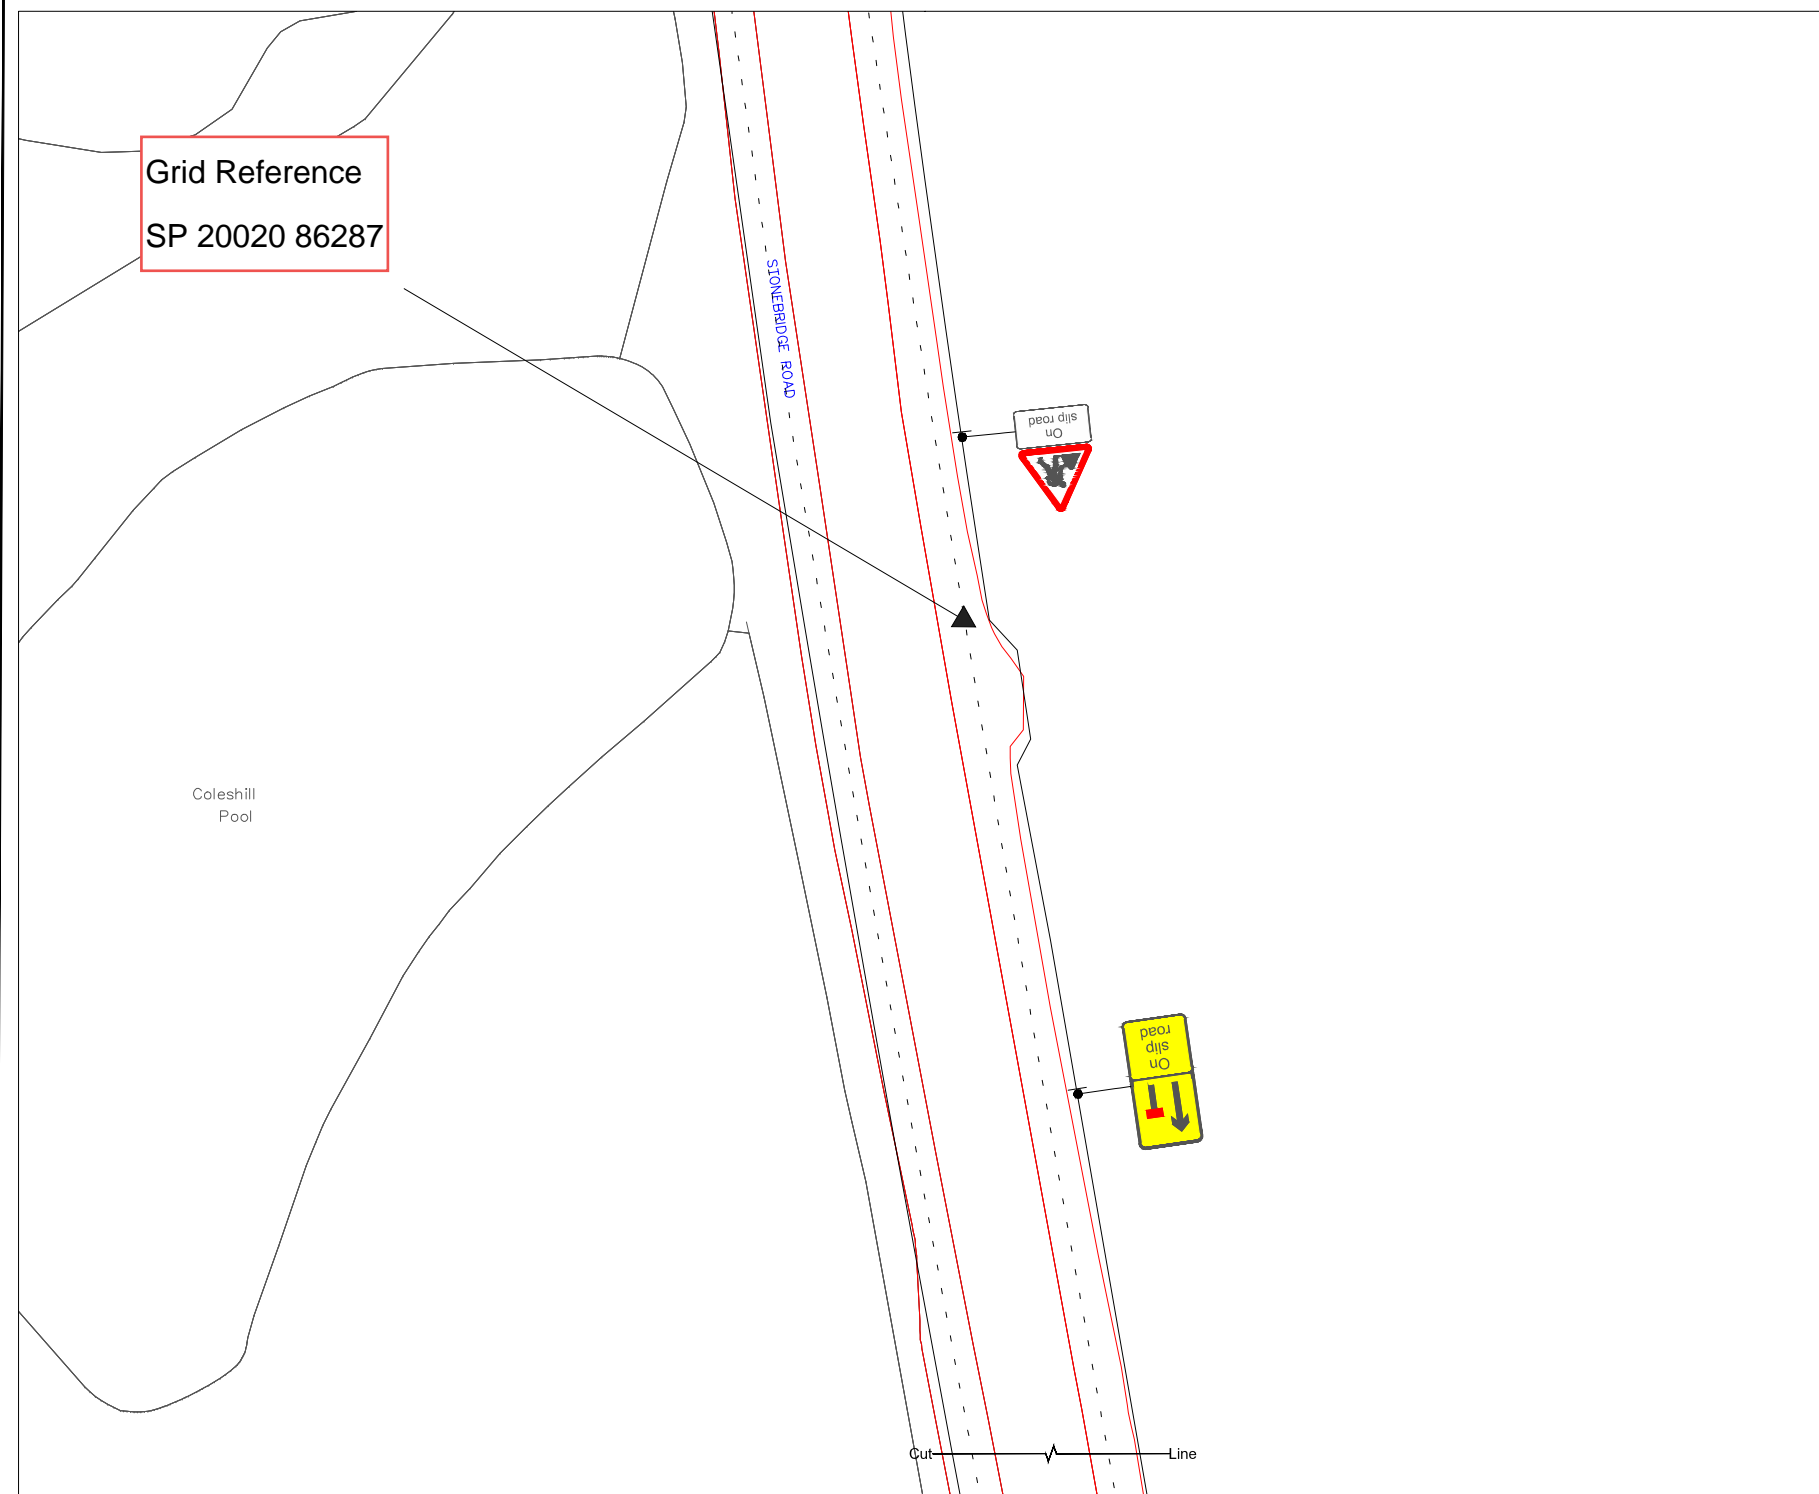 Grid Reference
SP 20020 86287
STONEBRIDGE ROAD
On
slip road
Coleshill
Pool
On
slip
road
Cut
Line